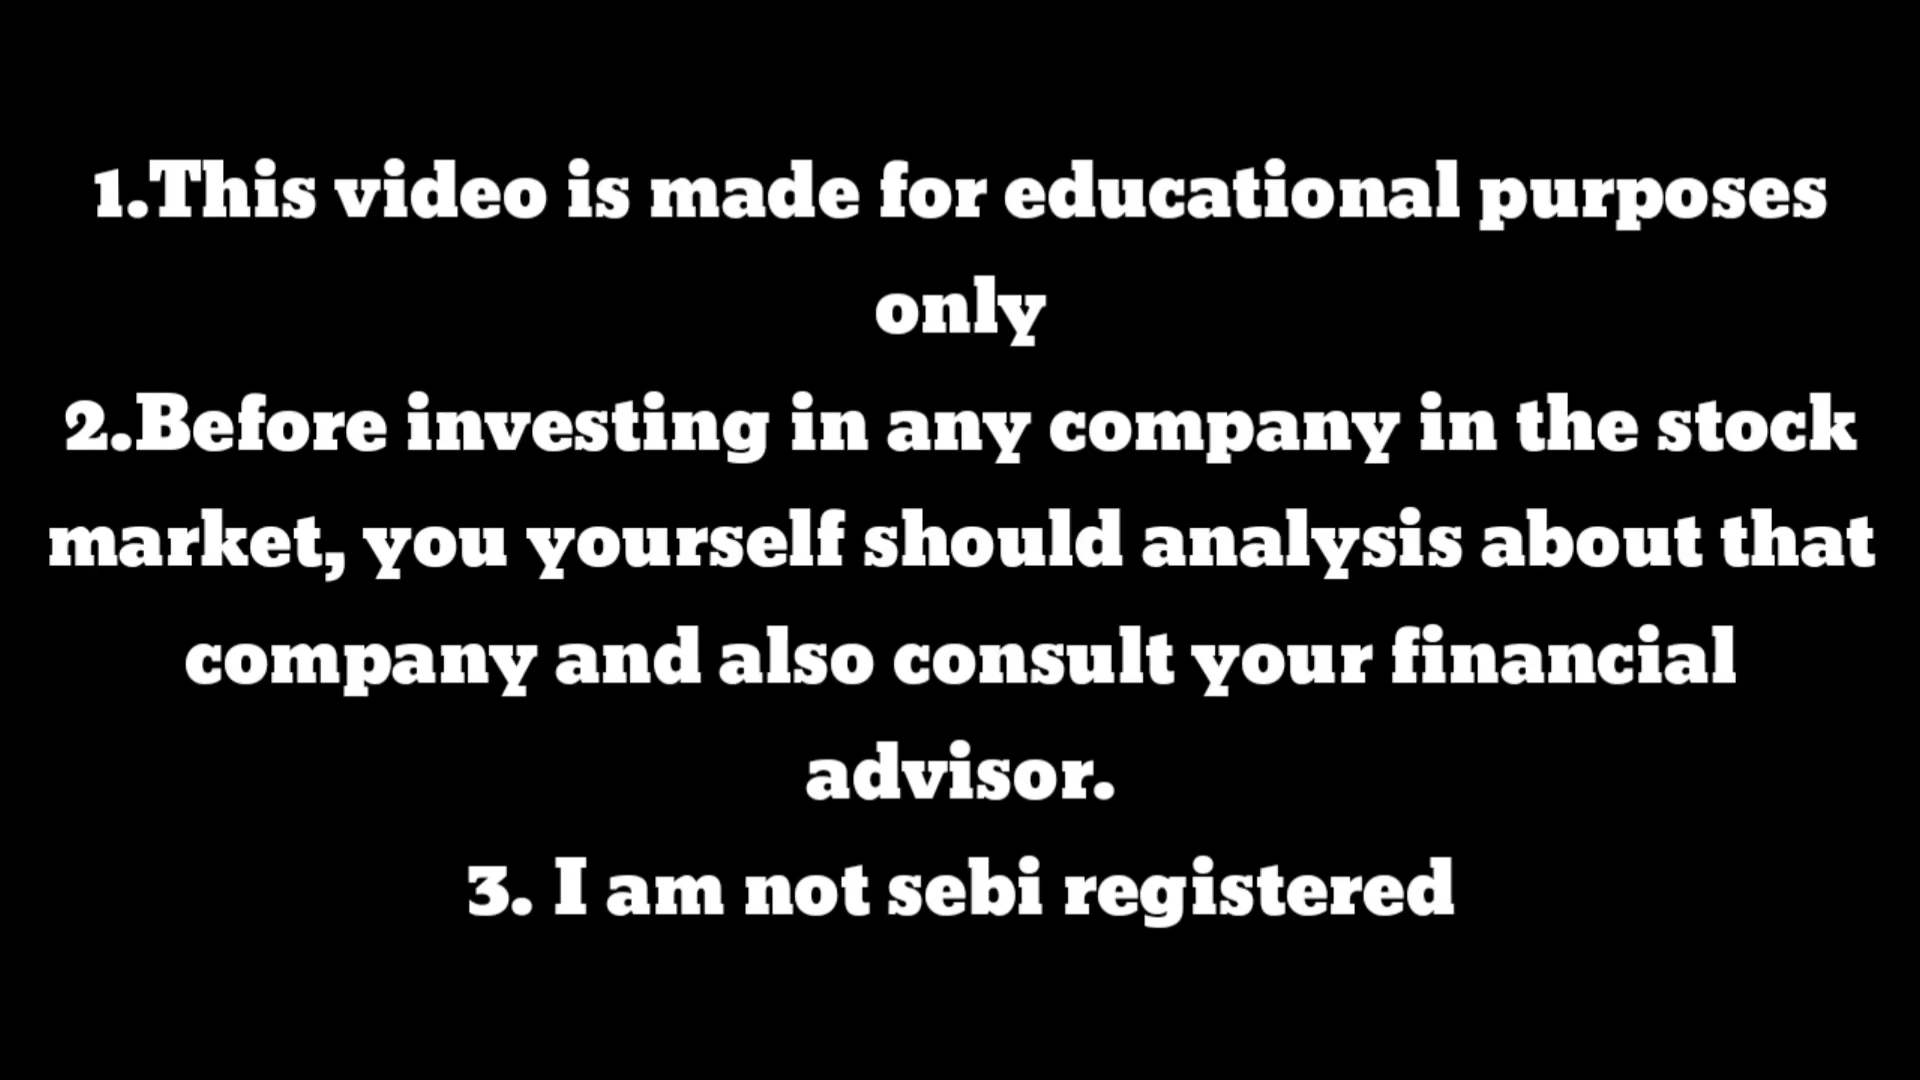 1.This video is made for educational purposes
only
2.Before investing in any company in the stock
market, you yourself should analysis about that
company and also consult your financial
advisor.
3. I am not sebi registered